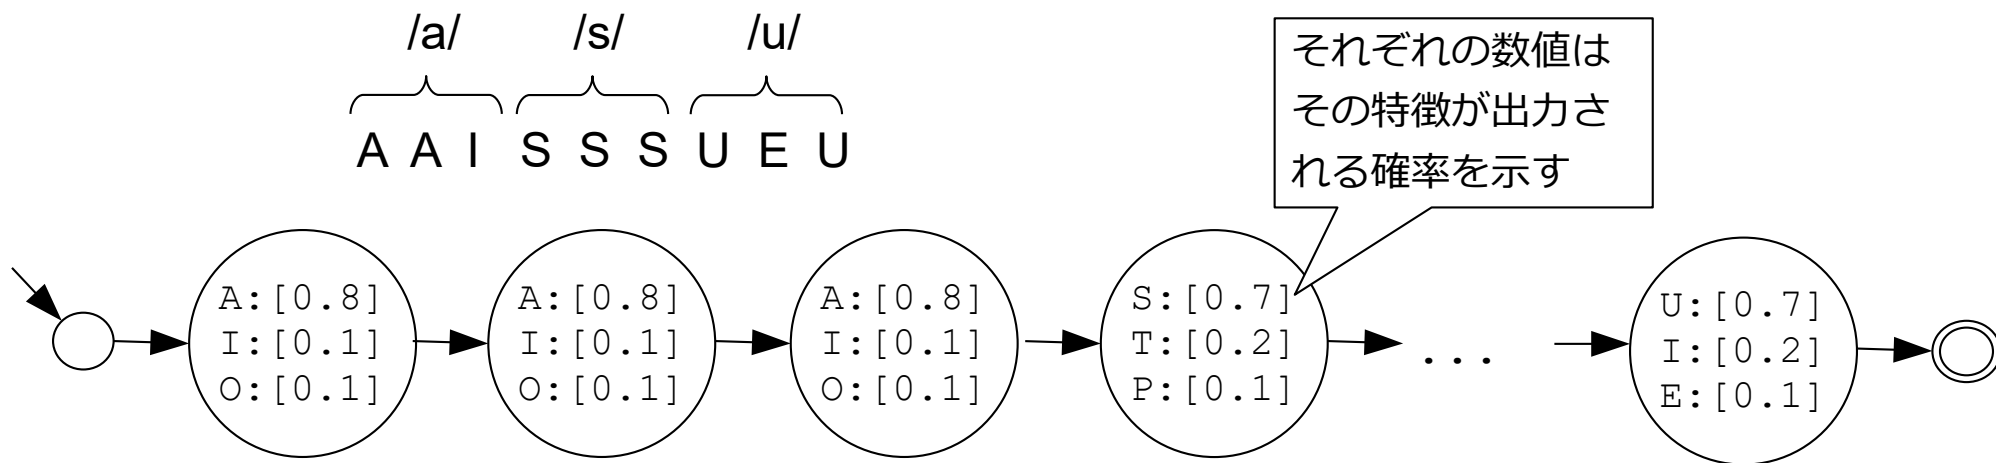 /a/ /s/ /u/
A A I S S S U E U
それぞれの数値は
その特徴が出力さ
れる確率を示す
A:[0.8]
I:[0.1]
O:[0.1]
A:[0.8]
I:[0.1]
O:[0.1]
A:[0.8]
I:[0.1]
O:[0.1]
S:[0.7]
T:[0.2]
P:[0.1]
...
U:[0.7]
I:[0.2]
E:[0.1]